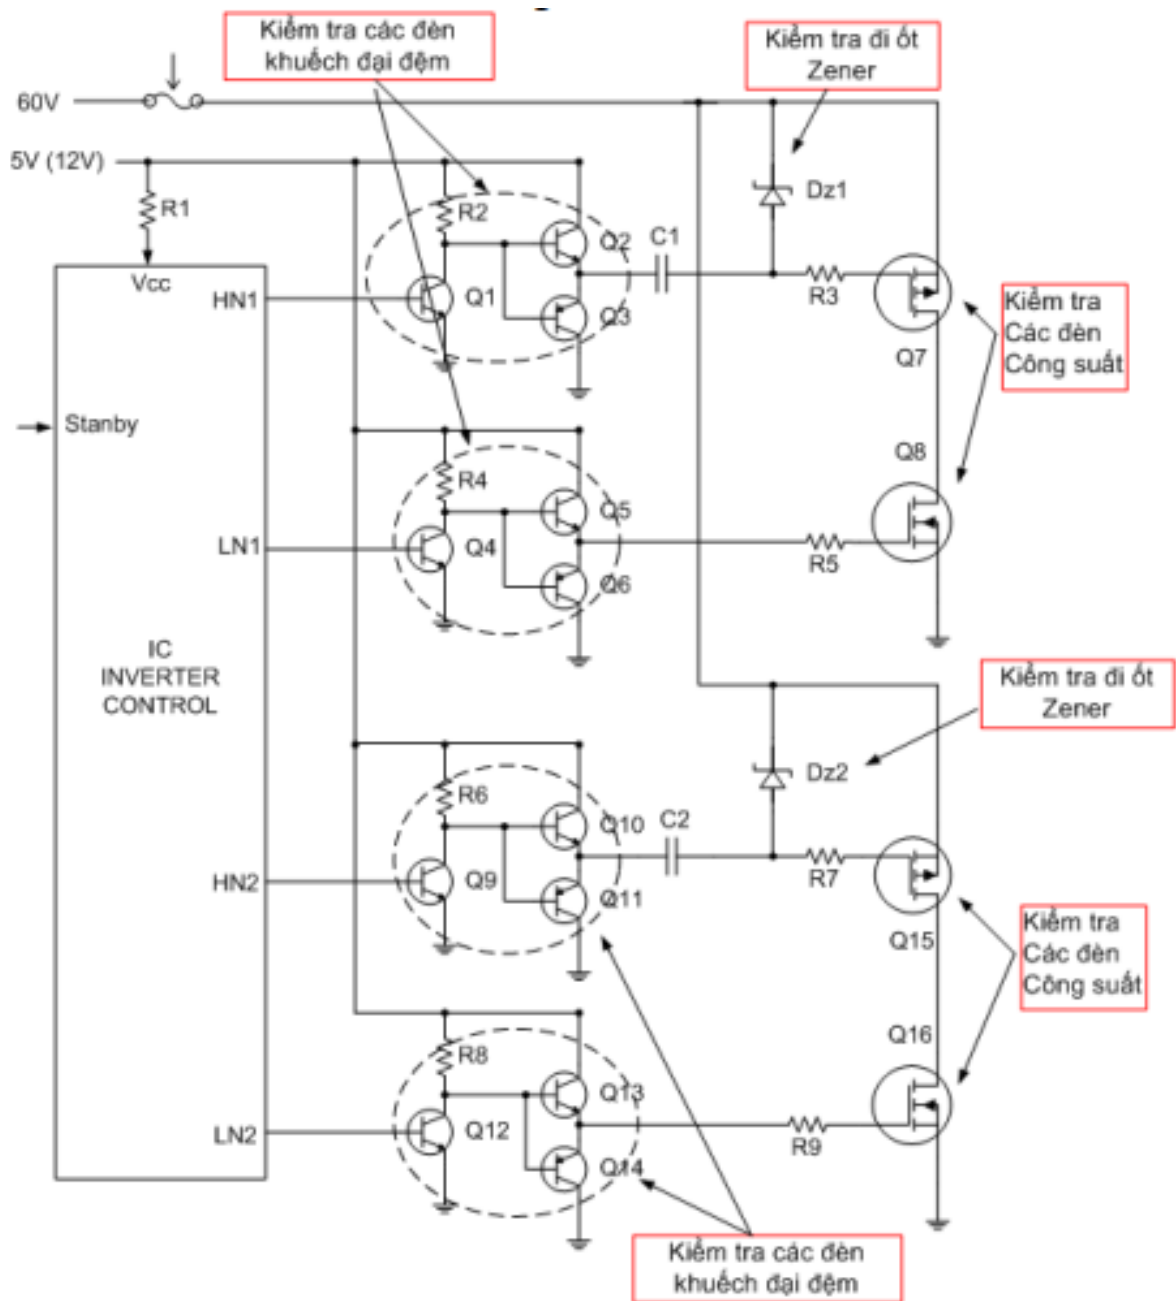 Kiểm tra các đèn
khuếch đại đệm
Kiểm tra đi ốt
Zener
60V
5V (12V)
R1
R2
Q2
C1
Dz1
Vcc
HN1
Q1
Q3
R3
Q7
Kiểm tra
Các đèn
Công suất
Stanby
R4
Q5
Q8
LN1
Q4
Q6
R5
IC
INVERTER
CONTROL
Kiểm tra đi ốt
Zener
R6
Q10
C2
Dz2
HN2
Q9
Q11
R7
Q15
Kiểm tra
Các đèn
Công suất
R8
Q13
Q16
LN2
Q12
Q14
R9
Kiểm tra các đèn
khuếch đại đệm